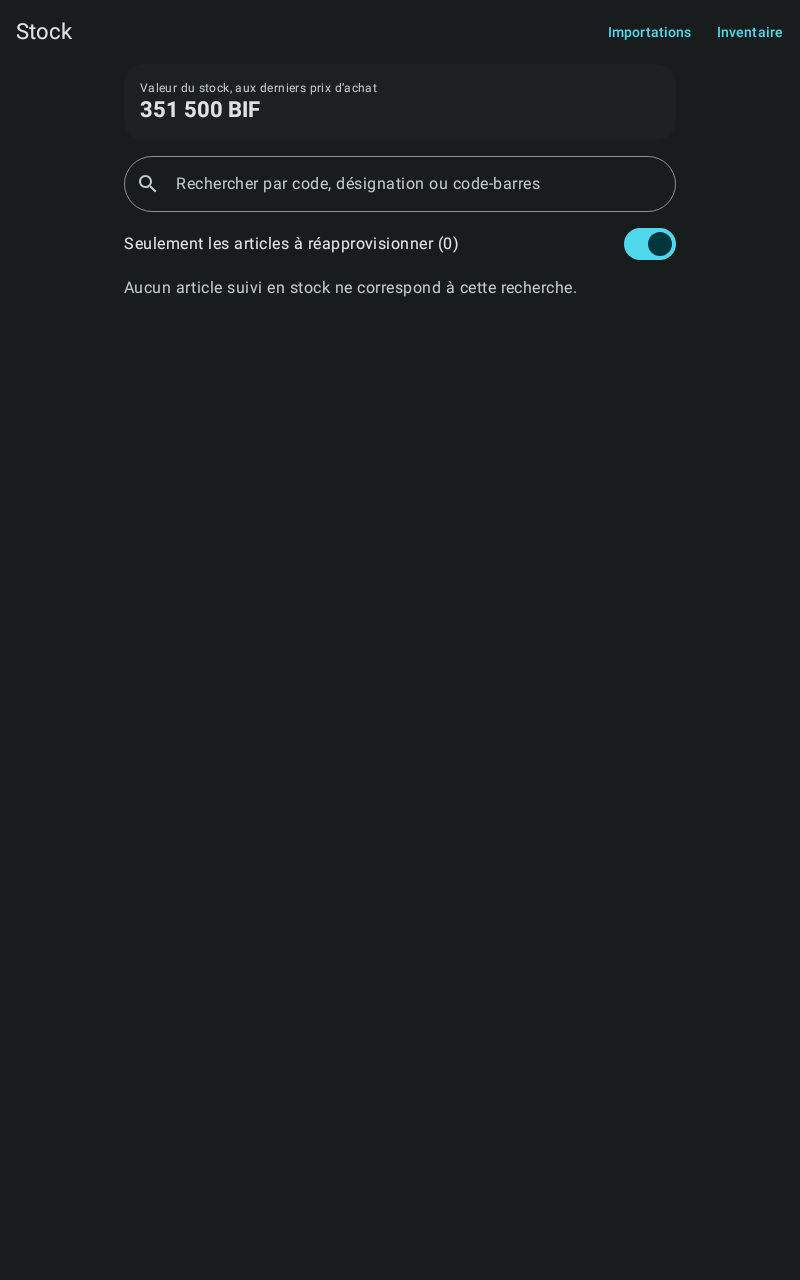 Stock
Importations
Inventaire
Valeur du stock, aux derniers prix d’achat
351 500 BIF
Rechercher par code, désignation ou code-barres
Seulement les articles à réapprovisionner (0)
Aucun article suivi en stock ne correspond à cette recherche.